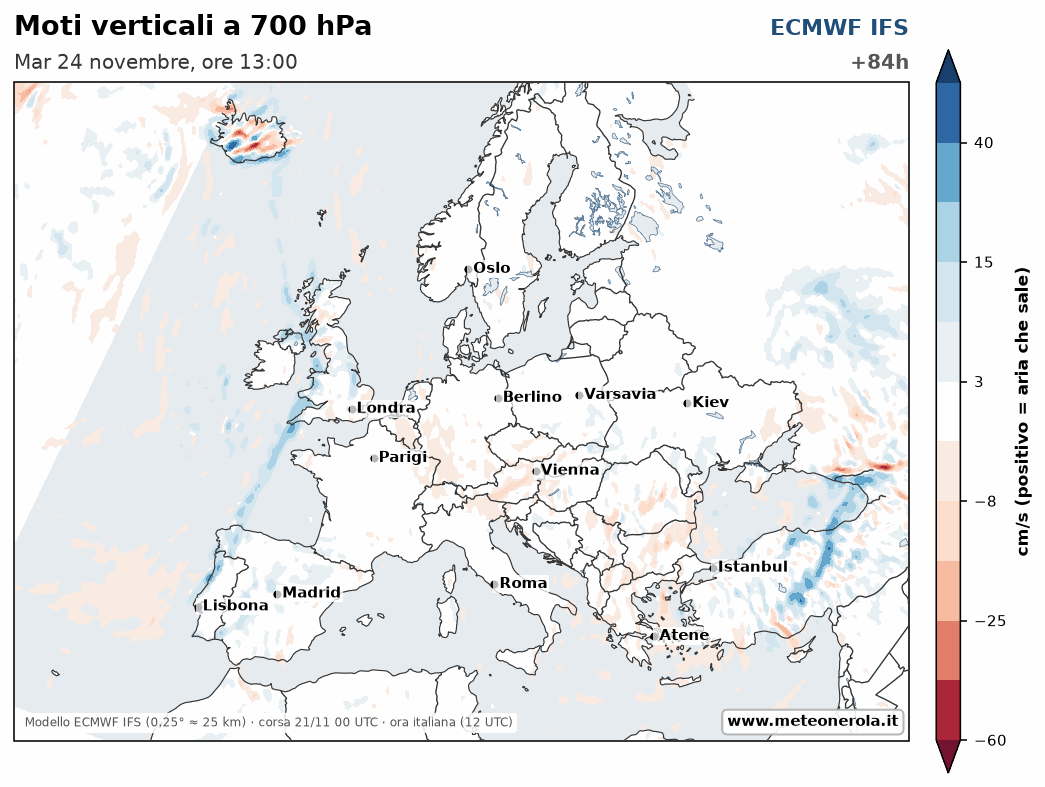 Moti verticali a 700 hPa
ECMWF IFS
Mar 24 novembre, ore 13:00
+84h
40
15
3
−8
−25
−60
cm/s (positivo = aria che sale)
Oslo
Berlino
Varsavia
Kiev
Londra
Parigi
Vienna
Istanbul
Roma
Madrid
Lisbona
Atene
Modello ECMWF IFS (0,25° ≈ 25 km) · corsa 21/11 00 UTC · ora italiana (12 UTC)
www.meteonerola.it